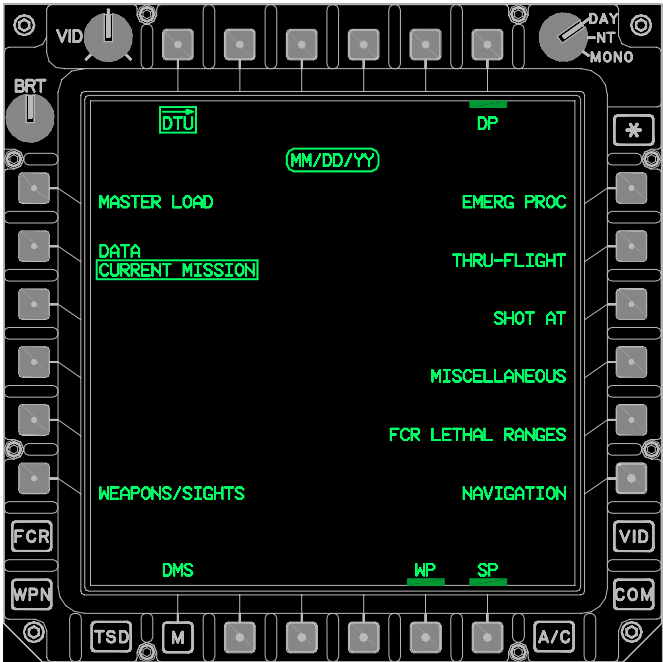 DAY
VID
NT
MONO
BRT
DTU
DP
*
MM/DD/YY
MASTER LOAD
EMERG PROC
DATA
CURRENT MISSION
THRU-FLIGHT
SHOT AT
MISCELLANEOUS
FCR LETHAL RANGES
WEAPONS/SIGHTS
NAVIGATION
FCR
VID
DMS
WP
SP
WPN
COM
TSD
M
A/C